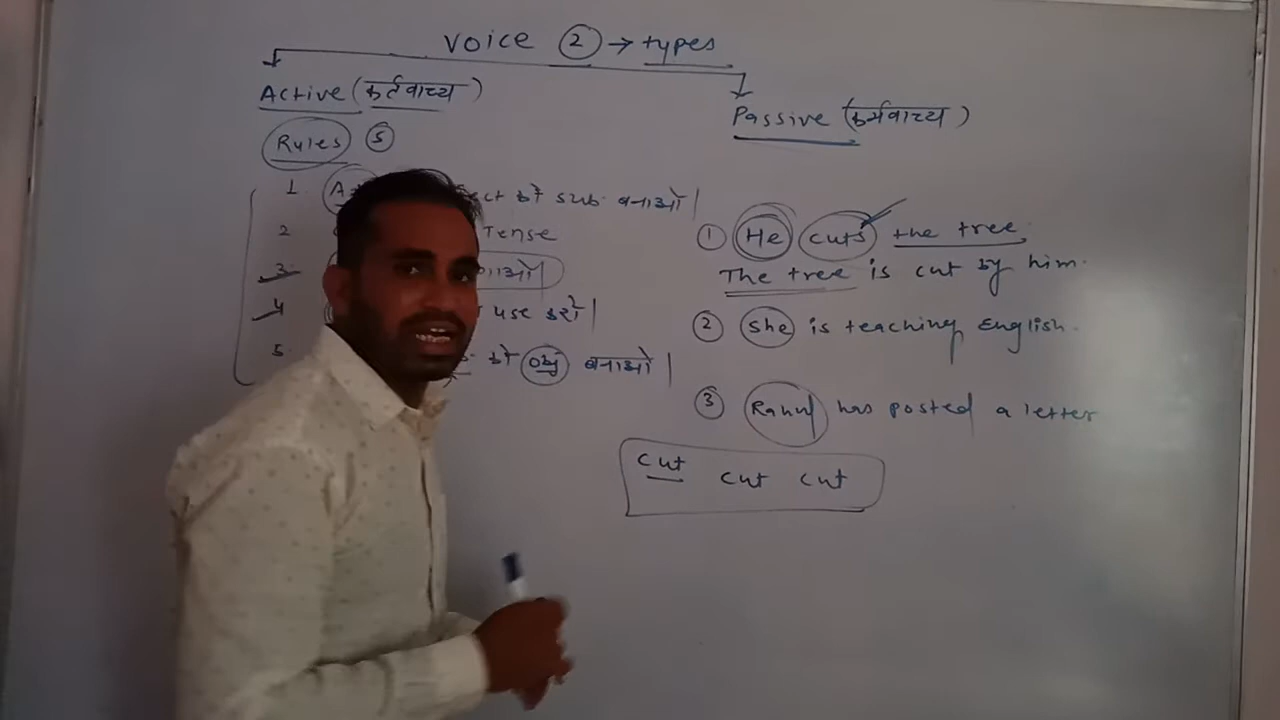 Voice 2 → types
Active (कर्तवाच्य)
Passive (कर्मवाच्य)
Rules 5
1. को sub. बनाओ।
2 Tense
3.
4 use करो।
5. को obj बनाओ।
1 He cuts the tree
The tree is cut by him.
2 She is teaching English.
3 Rahul has posted a letter
cut cut cut